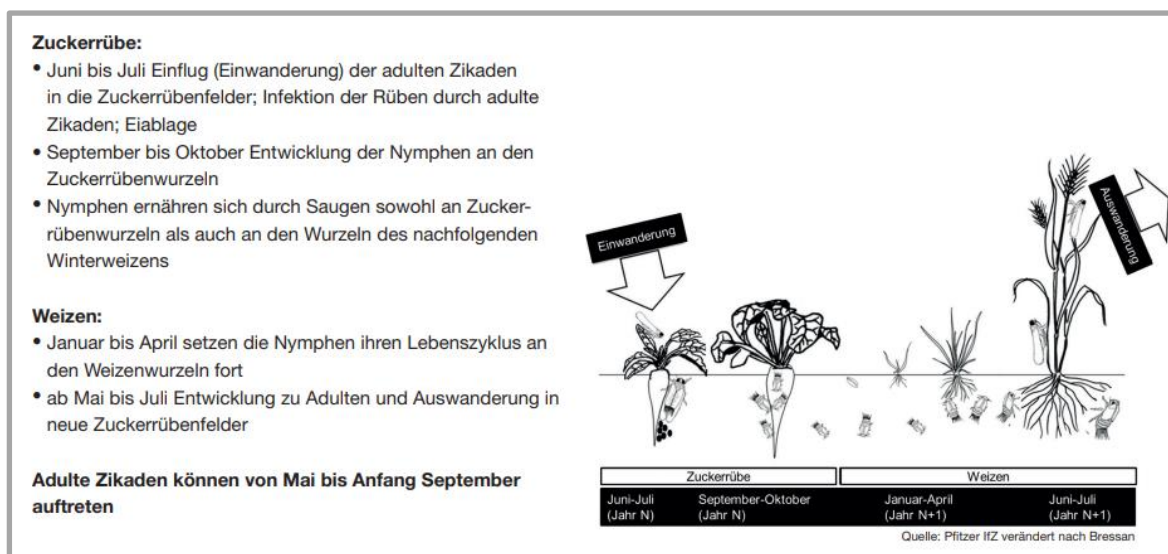 Zuckerrübe:
• Juni bis Juli Einflug (Einwanderung) der adulten Zikaden
in die Zuckerrübenfelder; Infektion der Rüben durch adulte
Zikaden; Eiablage
• September bis Oktober Entwicklung der Nymphen an den
Zuckerrübenwurzeln
• Nymphen ernähren sich durch Saugen sowohl an Zucker-
rübenwurzeln als auch an den Wurzeln des nachfolgenden
Winterweizens
Weizen:
• Januar bis April setzen die Nymphen ihren Lebenszyklus an
den Weizenwurzeln fort
• ab Mai bis Juli Entwicklung zu Adulten und Auswanderung in
neue Zuckerrübenfelder
Adulte Zikaden können von Mai bis Anfang September
auftreten
Einwanderung
Auswanderung
Zuckerrübe
Weizen
Juni-Juli
(Jahr N)
September-Oktober
(Jahr N)
Januar-April
(Jahr N+1)
Juni-Juli
(Jahr N+1)
Quelle: Pfitzer IfZ verändert nach Bressan